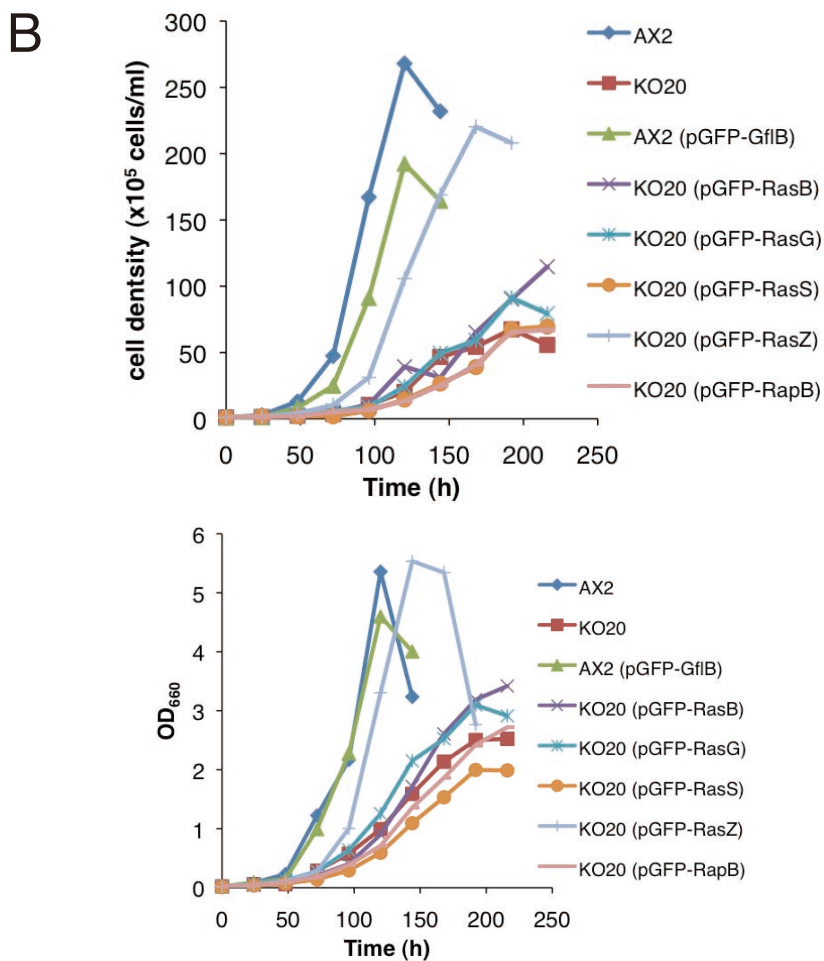 B
300
250
200
150
100
50
0
cell dentsity (x10⁵ cells/ml)
0 50 100 150 200 250
Time (h)
AX2
KO20
AX2 (pGFP-GflB)
KO20 (pGFP-RasB)
KO20 (pGFP-RasG)
KO20 (pGFP-RasS)
KO20 (pGFP-RasZ)
KO20 (pGFP-RapB)
6
5
4
3
2
1
0
OD₆₆₀
0 50 100 150 200 250
Time (h)
AX2
KO20
AX2 (pGFP-GflB)
KO20 (pGFP-RasB)
KO20 (pGFP-RasG)
KO20 (pGFP-RasS)
KO20 (pGFP-RasZ)
KO20 (pGFP-RapB)